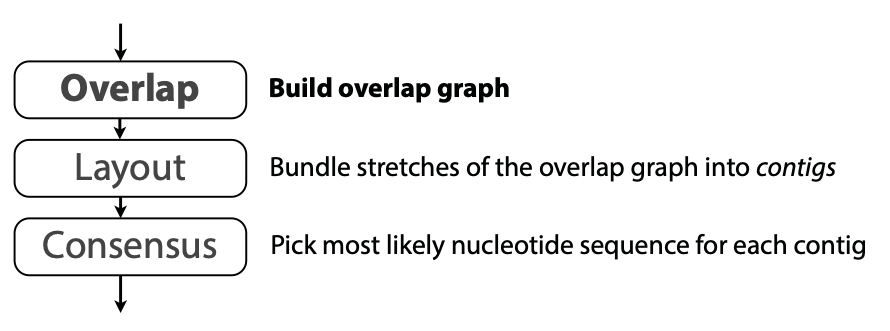 Overlap Build overlap graph
Layout Bundle stretches of the overlap graph into contigs
Consensus Pick most likely nucleotide sequence for each contig